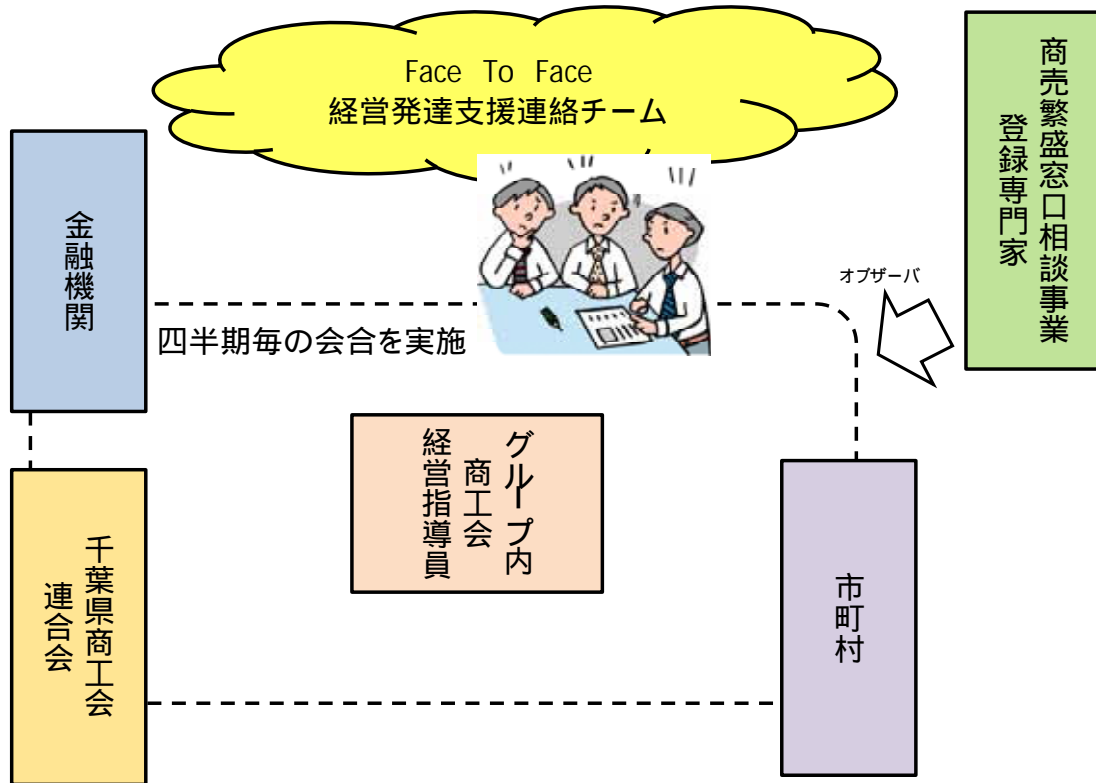 Face To Face
経営発達支援連絡チーム
商売繁盛窓口相談事業
登録専門家
金融機関
オブザーバ
四半期毎の会合を実施
グループ内
商工会
経営指導員
千葉県商工会
連合会
市町村